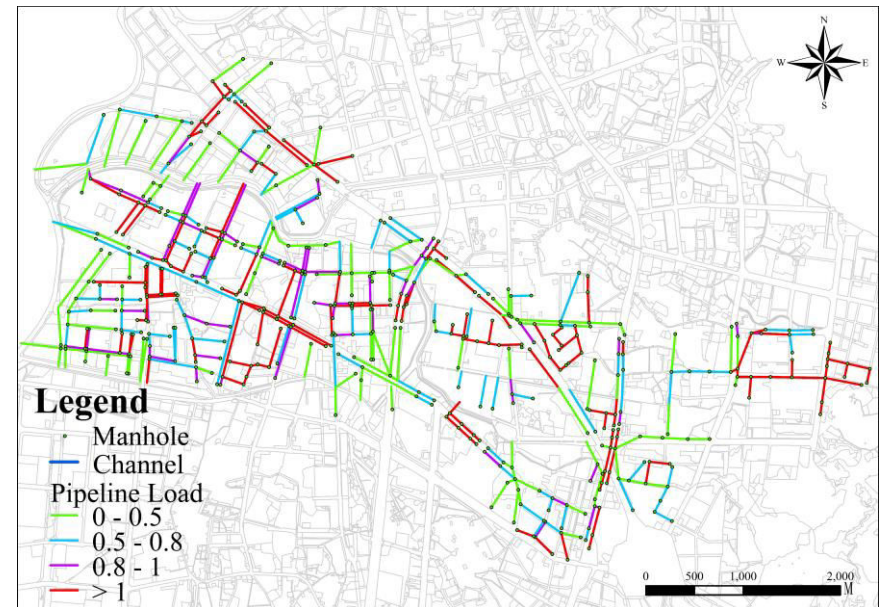 N
W E
S
Legend
Manhole
Channel
Pipeline Load
0 - 0.5
0.5 - 0.8
0.8 - 1
> 1
0 500 1,000 2,000
M